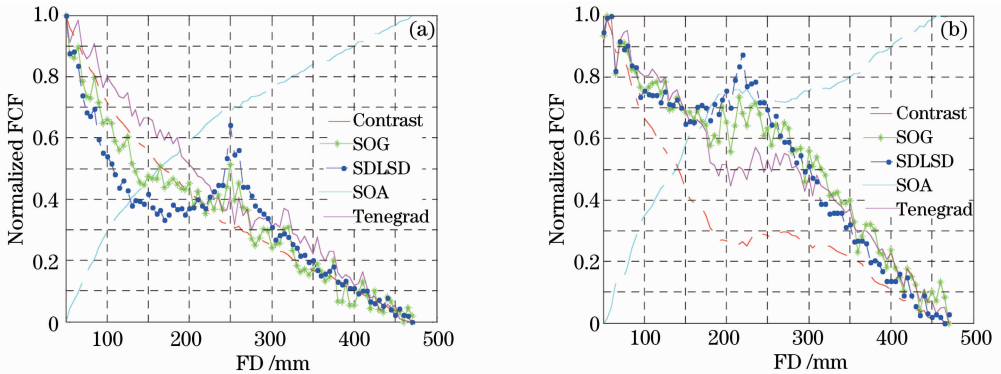 (a)
Normalized FCF
1.0
0.8
0.6
0.4
0.2
0
Contrast
SOG
SDLSD
SOA
Tenegrad
100 200 300 400 500
FD /mm
(b)
Normalized FCF
1.0
0.8
0.6
0.4
0.2
0
Contrast
SOG
SDLSD
SOA
Tenegrad
100 200 300 400 500
FD /mm